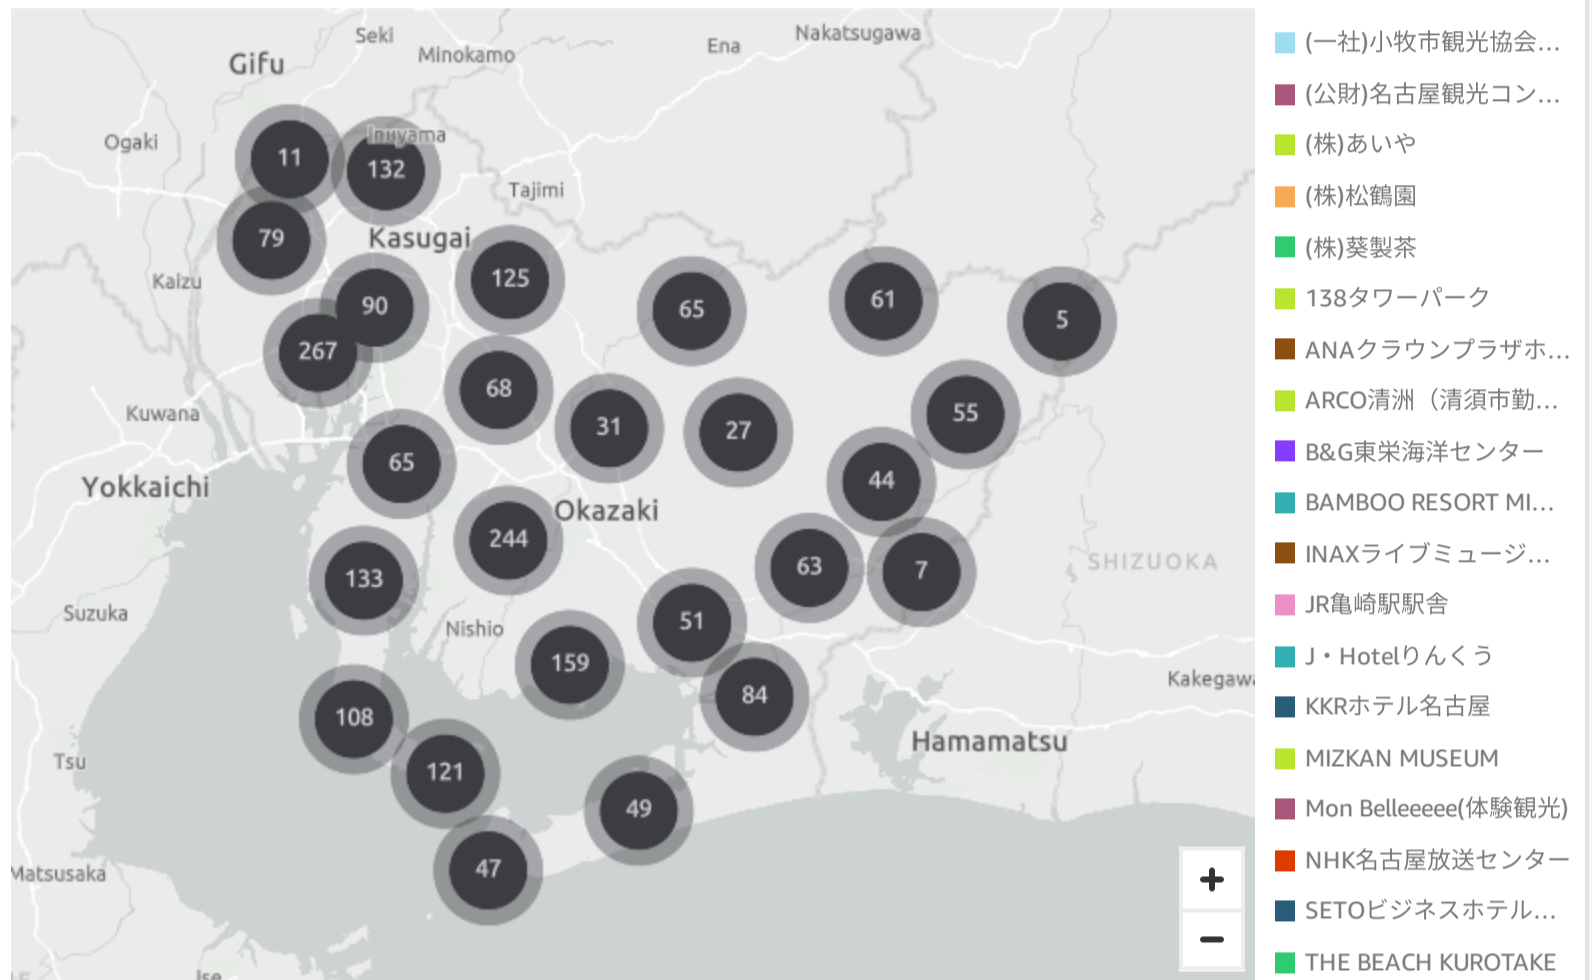 Seki
Nakatsugawa
Ena
Minokamo
Gifu
Inuyama
Ogaki
11
132
Tajimi
79
Kasugai
125
Kaizu
90
65
61
5
267
68
Kuwana
31
27
55
65
44
Yokkaichi
Okazaki
244
SHIZUOKA
63
7
133
Suzuka
51
Nishio
159
Kakegawa
84
108
Hamamatsu
Tsu
121
49
47
Matsusaka
Ise
+
−
(一社)小牧市観光協会…
(公財)名古屋観光コン…
(株)あいや
(株)松鶴園
(株)葵製茶
138タワーパーク
ANAクラウンプラザホ…
ARCO清洲（清須市勤…
B&G東栄海洋センター
BAMBOO RESORT MI…
INAXライブミュージ…
JR亀崎駅駅舎
J・Hotelりんくう
KKRホテル名古屋
MIZKAN MUSEUM
Mon Belleeeee(体験観光)
NHK名古屋放送センター
SETOビジネスホテル…
THE BEACH KUROTAKE